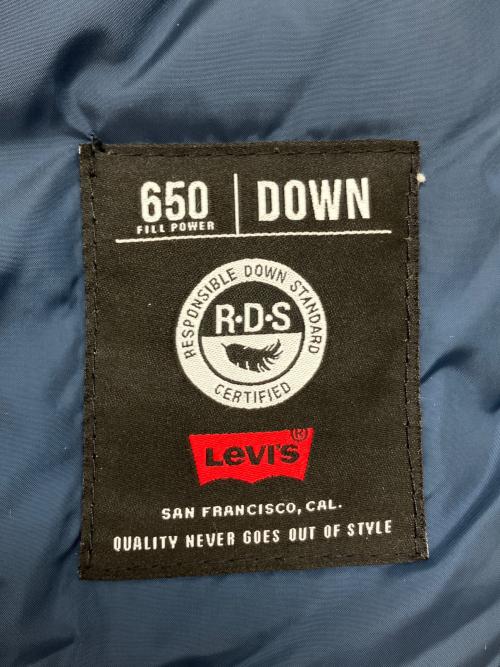 650 | DOWN
FILL POWER
RESPONSIBLE DOWN STANDARD
R·D·S
CERTIFIED
LEVI'S®
SAN FRANCISCO, CAL.
QUALITY NEVER GOES OUT OF STYLE